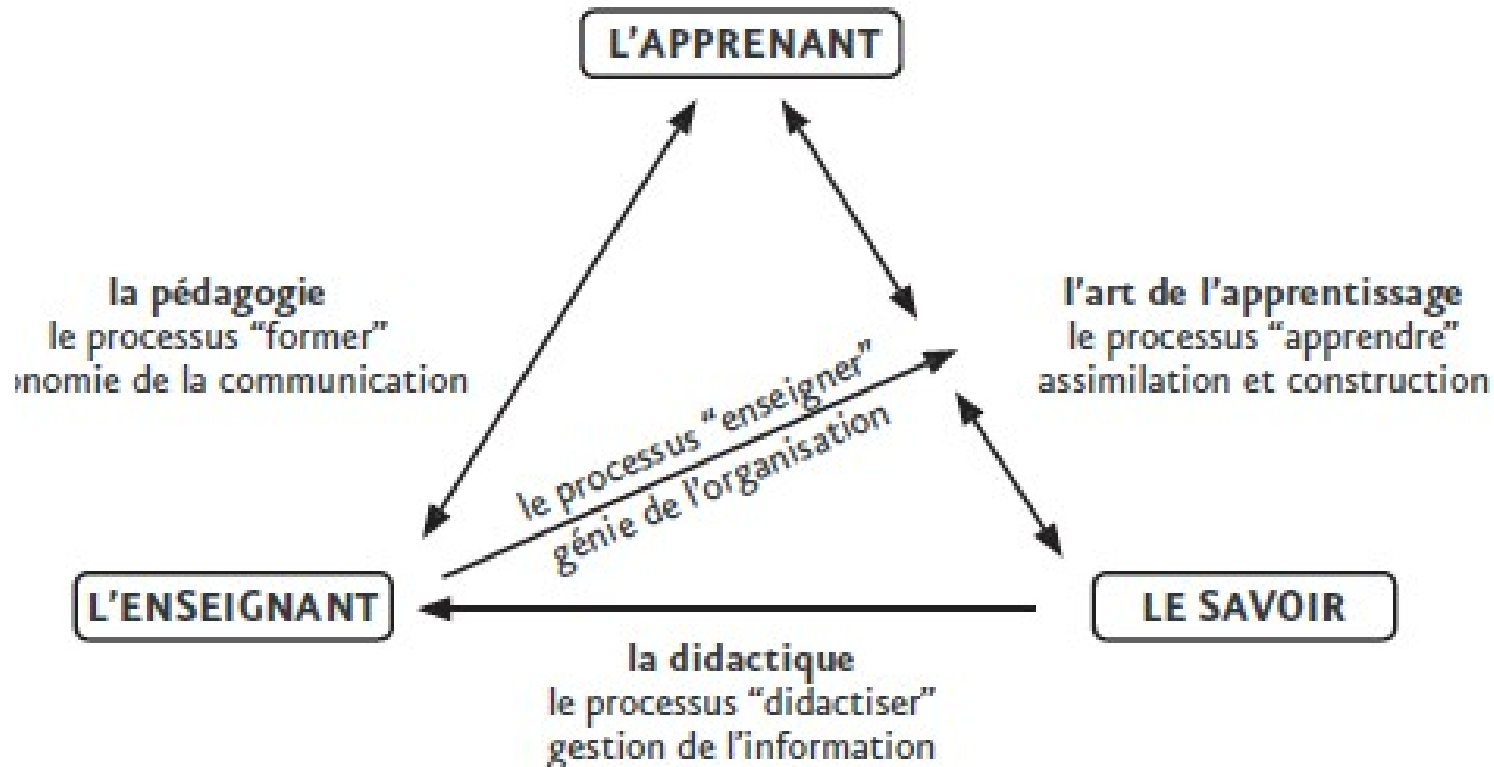 L'APPRENANT
la pédagogie
le processus “former”
onomie de la communication
l'art de l'apprentissage
le processus “apprendre”
assimilation et construction
le processus “enseigner”
génie de l'organisation
L'ENSEIGNANT
LE SAVOIR
la didactique
le processus “didactiser”
gestion de l'information